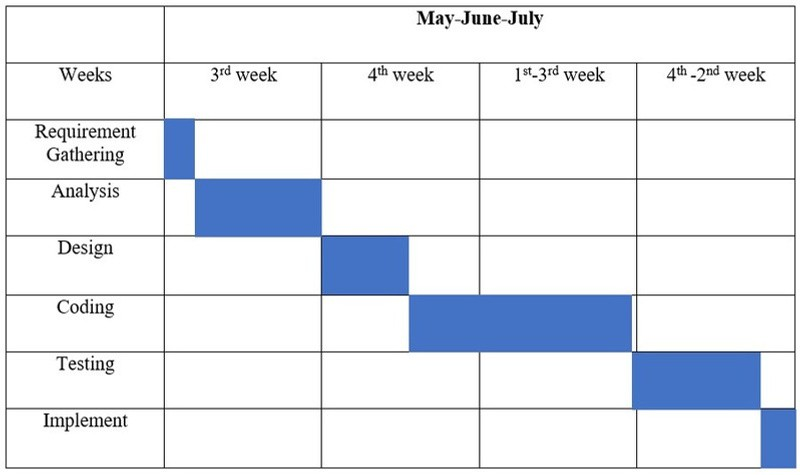 May-June-July
Weeks 3rd week 4th week 1st-3rd week 4th -2nd week
Requirement
Gathering
Analysis
Design
Coding
Testing
Implement